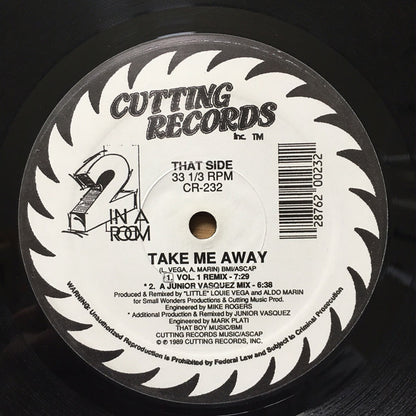 CUTTING
RECORDS
Inc. TM
THAT SIDE
33 1/3 RPM
CR-232
2
IN A
ROOM
28762 00232
TAKE ME AWAY
(L. VEGA, A. MARIN) BMI/ASCAP
1. VOL. 1 REMIX - 7:29
* 2. A JUNIOR VASQUEZ MIX - 6:38
Produced & Remixed by "LITTLE" LOUIE VEGA and ALDO MARIN
for Small Wonders Productions & Cutting Music Prod.
Engineered by MIKE ROGERS
* Additional Production & Remixed by JUNIOR VASQUEZ
Engineered by MARK PLATI
THAT BOY MUSIC/BMI
CUTTING RECORDS MUSIC/ASCAP
© ℗ 1989 CUTTING RECORDS, INC.
WARNING: Unauthorized Reproduction is Prohibited by Federal Law and Subject to Criminal Prosecution